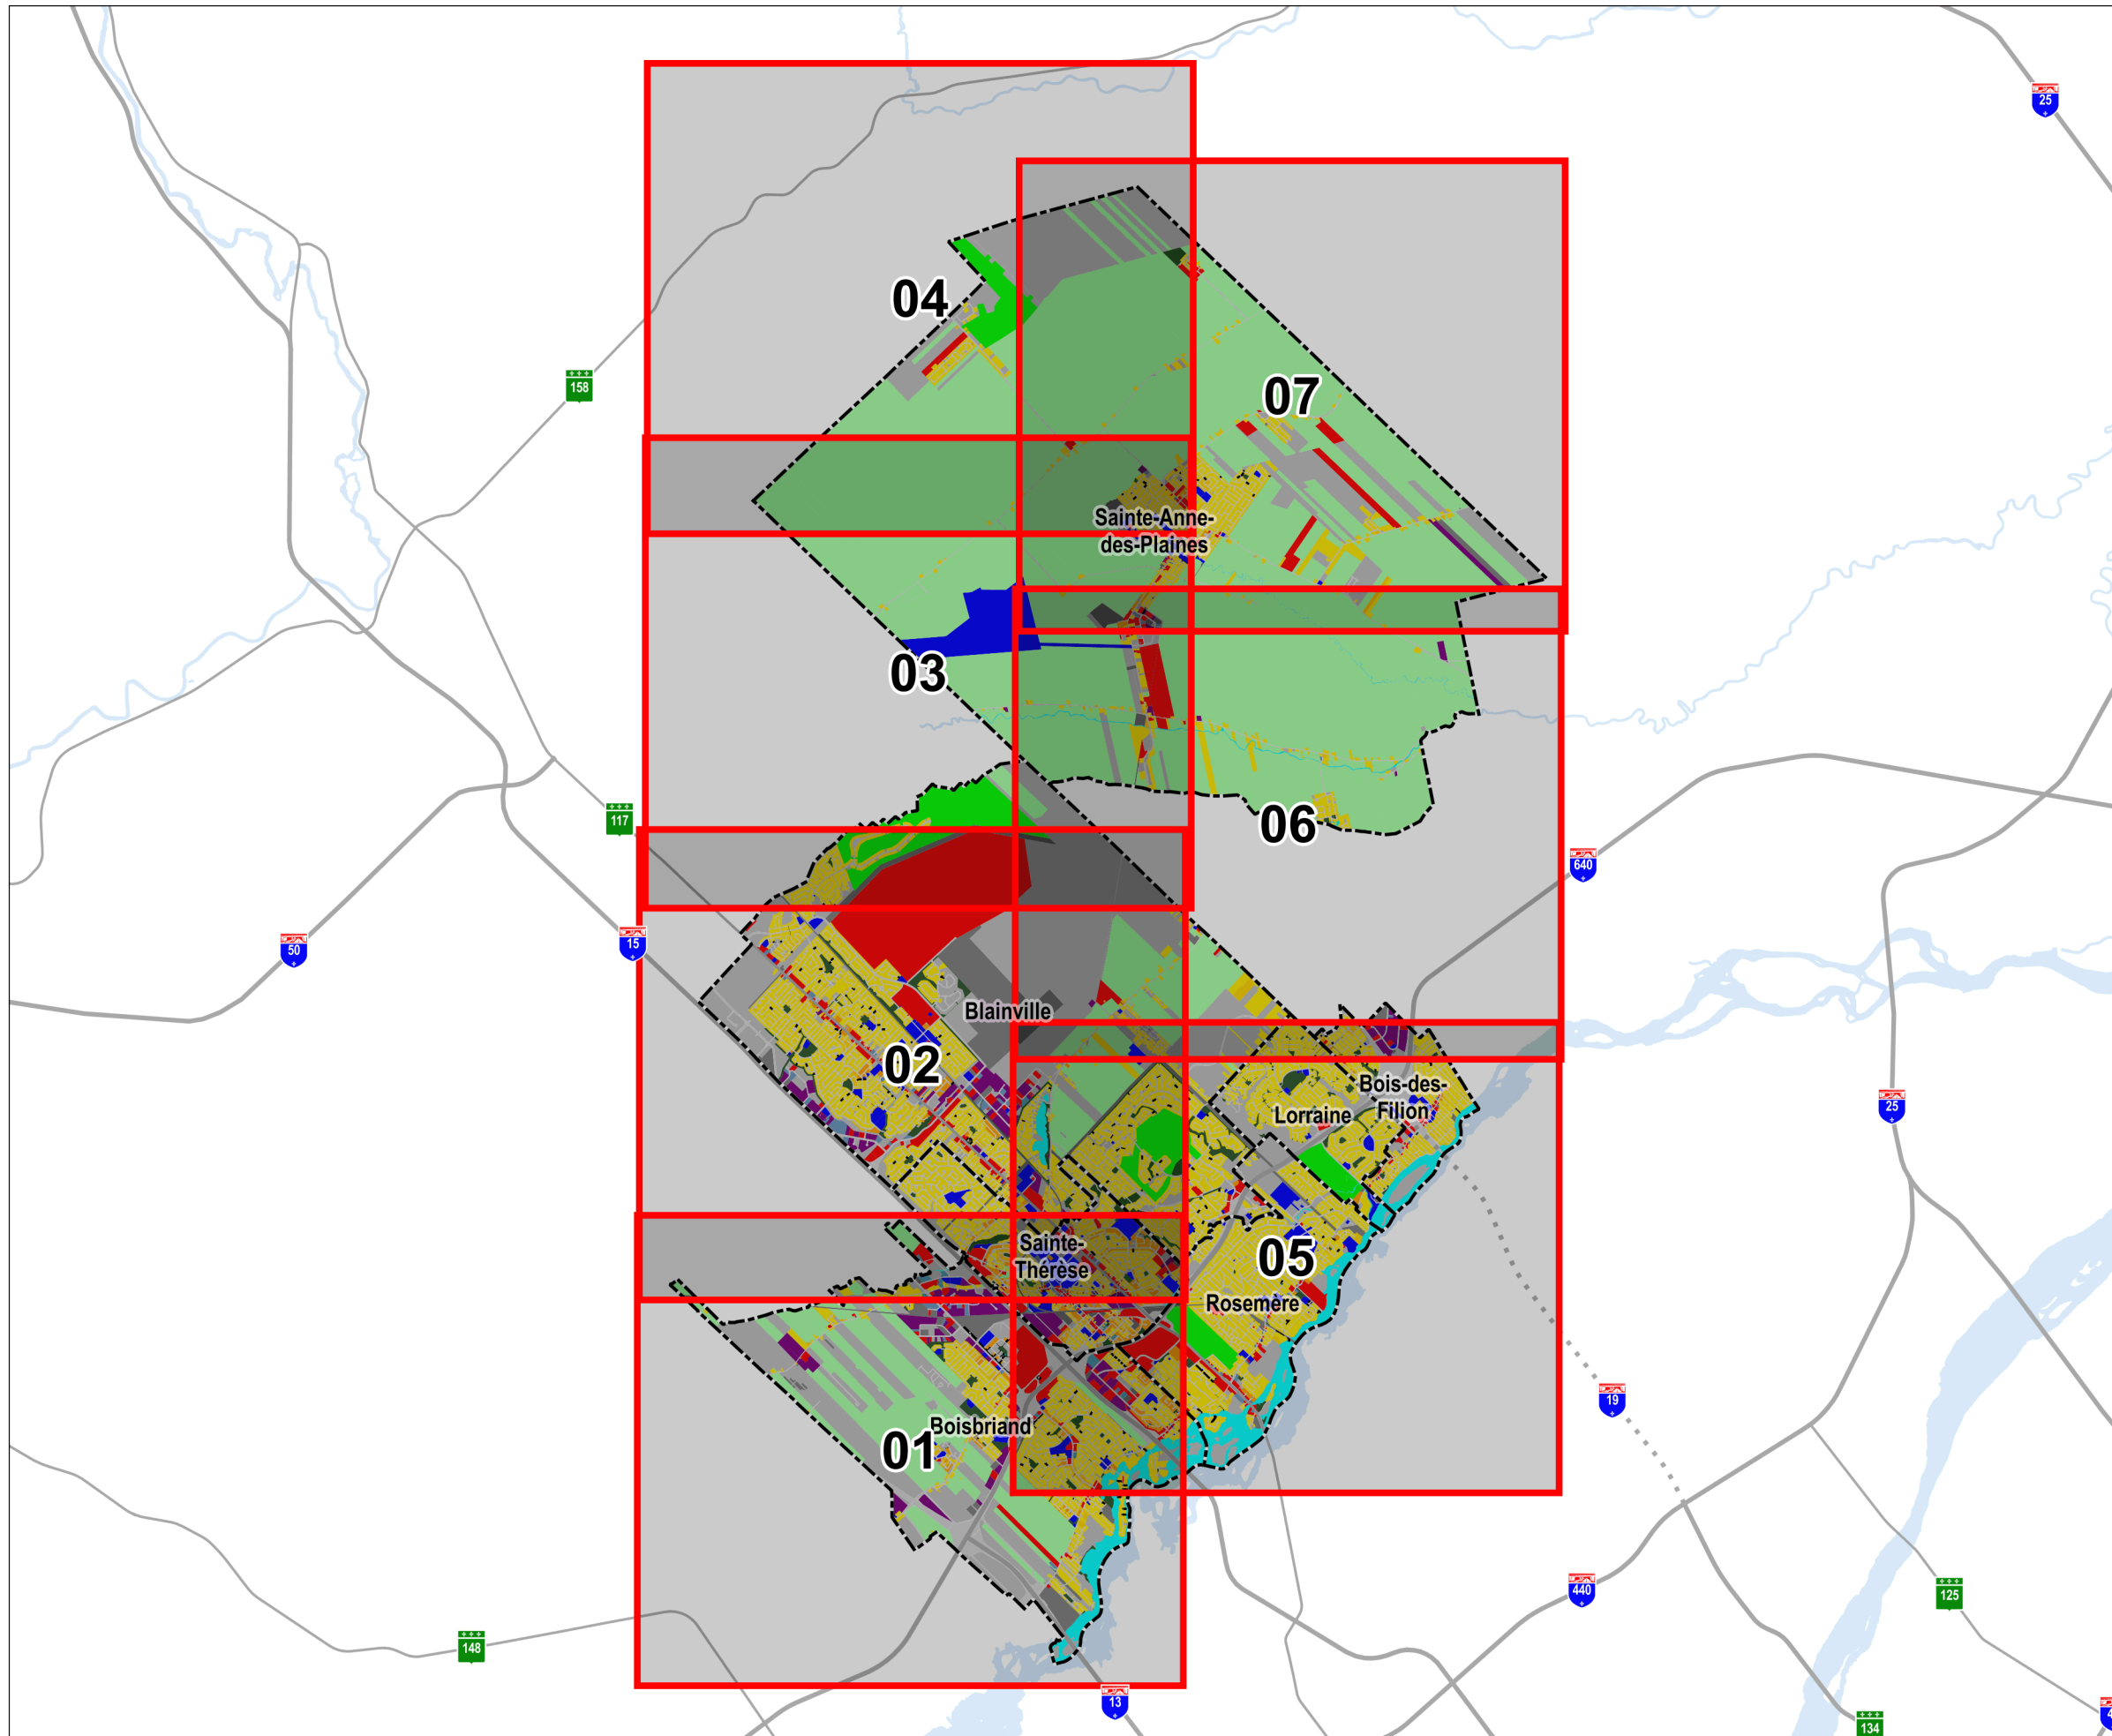 25
04
158
07
Sainte-Anne-
des-Plaines
03
117
06
640
15
50
Blainville
02
Bois-des-
Filion
Lorraine
25
Sainte-
Thérèse
05
Rosemère
19
Boisbriand
01
440
125
148
13
134